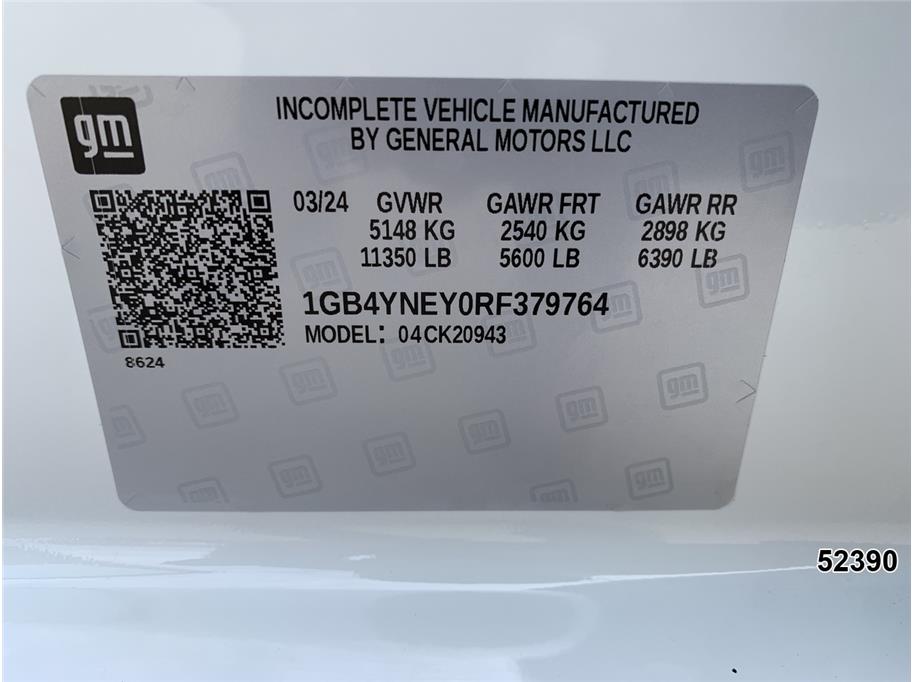 gm
INCOMPLETE VEHICLE MANUFACTURED
BY GENERAL MOTORS LLC
03/24 GVWR GAWR FRT GAWR RR
5148 KG 2540 KG 2898 KG
11350 LB 5600 LB 6390 LB
1GB4YNEY0RF379764
MODEL: 04CK20943
8624
52390